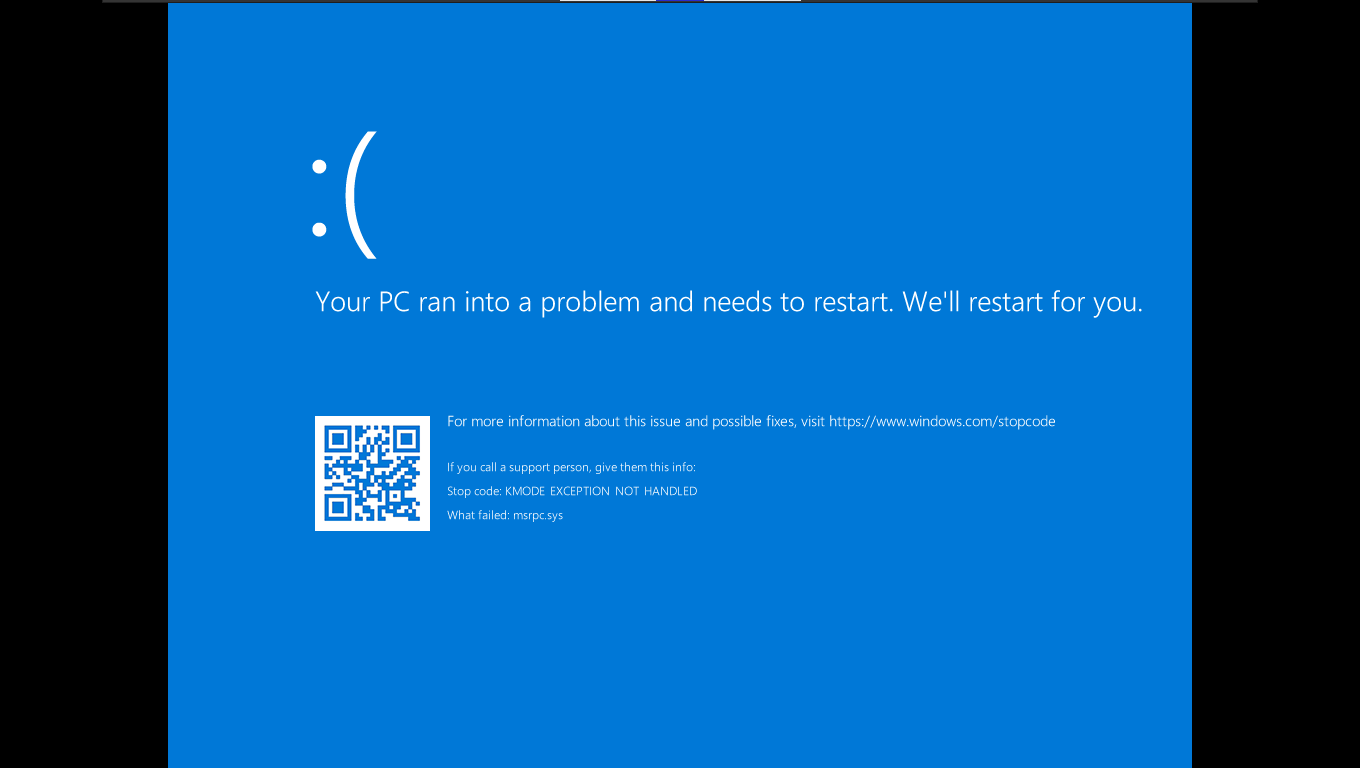 :(
Your PC ran into a problem and needs to restart. We'll restart for you.
For more information about this issue and possible fixes, visit https://www.windows.com/stopcode
If you call a support person, give them this info:
Stop code: KMODE EXCEPTION NOT HANDLED
What failed: msrpc.sys